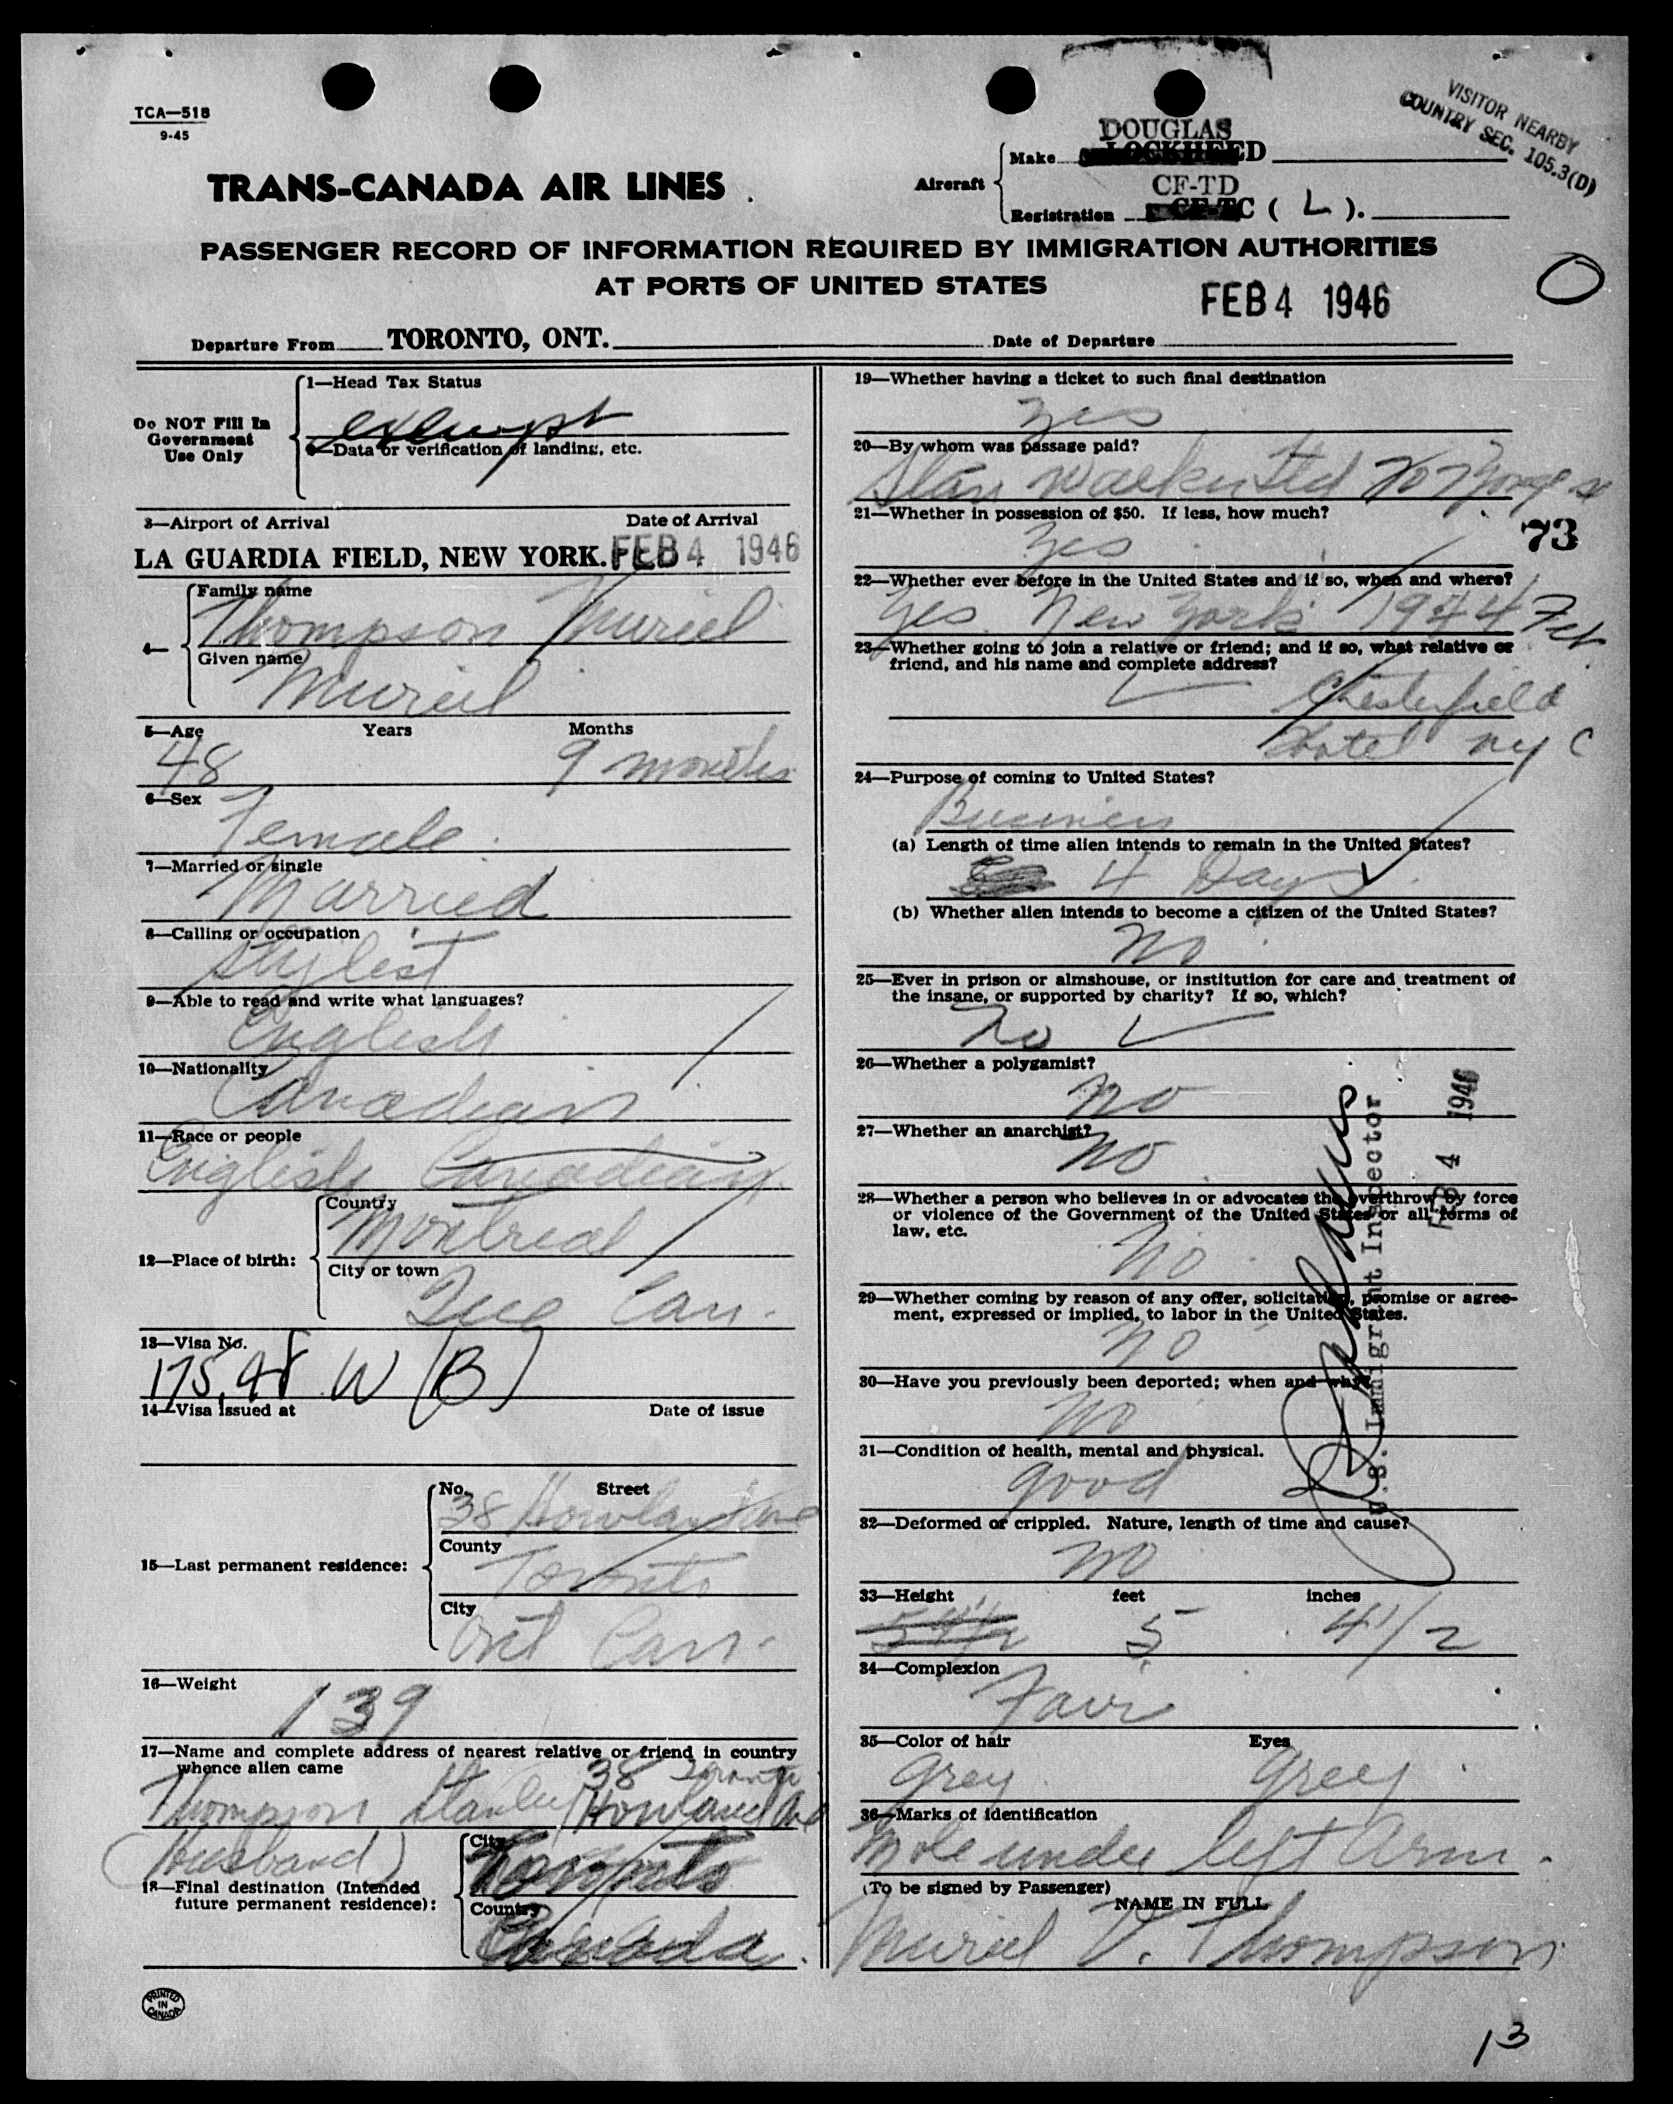 TCA—518
9-45
VISITOR NEARBY
COUNTRY SEC. 105.3(D)
DOUGLAS
Aircraft
Make LOCKHEED
CF-TD
Registration CF-TC ( L ).
TRANS-CANADA AIR LINES
PASSENGER RECORD OF INFORMATION REQUIRED BY IMMIGRATION AUTHORITIES
AT PORTS OF UNITED STATES
FEB 4 1946
Departure From TORONTO, ONT. Date of Departure
Do NOT Fill In
Government
Use Only
1—Head Tax Status
exempt
2—Data or verification of landing, etc.
3—Airport of Arrival Date of Arrival
LA GUARDIA FIELD, NEW YORK. FEB 4 1946
4—
Family name
Thompson Muriel
Given name
Muriel
5—Age Years Months
48 9 months
6—Sex
Female
7—Married or single
Married
8—Calling or occupation
Stylist
9—Able to read and write what languages?
English
10—Nationality
Canadian
11—Race or people
English Canadian
12—Place of birth:
Country
Montreal
City or town
Que Can.
13—Visa No.
175,48 W (B)
14—Visa issued at Date of issue
15—Last permanent residence:
No. Street
38 Howland Ave
County
Toronto
City
Ont Can.
16—Weight
139
17—Name and complete address of nearest relative or friend in country
whence alien came
38 Toronto
Thompson Stanley Howland Ave
(Husband)
18—Final destination (Intended
future permanent residence):
City
Toronto
Country
Canada
PRINTED
IN
CANADA
19—Whether having a ticket to such final destination
Yes
20—By whom was passage paid?
Alan Walker Ltd
21—Whether in possession of $50. If less, how much?
Yes
73
22—Whether ever before in the United States and if so, when and where?
Yes New York 1944 Feb
23—Whether going to join a relative or friend; and if so, what relative or
friend, and his name and complete address?
Chesterfield
Hotel NYC
24—Purpose of coming to United States?
Business
(a) Length of time alien intends to remain in the United States?
4 Days
(b) Whether alien intends to become a citizen of the United States?
No
25—Ever in prison or almshouse, or institution for care and treatment of
the insane, or supported by charity? If so, which?
No
26—Whether a polygamist?
No
27—Whether an anarchist?
No
28—Whether a person who believes in or advocates the overthrow by force
or violence of the Government of the United States or all forms of
law, etc.
No
29—Whether coming by reason of any offer, solicitation, promise or agree-
ment, expressed or implied, to labor in the United States.
No
30—Have you previously been deported; when and why?
No
31—Condition of health, mental and physical.
good
32—Deformed or crippled. Nature, length of time and cause?
No
33—Height feet inches
5 4 1/2 5 4 1/2
34—Complexion
Fair
35—Color of hair Eyes
Grey Grey
36—Marks of identification
Mole under left Arm.
(To be signed by Passenger)
NAME IN FULL
Muriel V. Thompson
U.S. Immigrant Inspector
FEB 4 1946
13